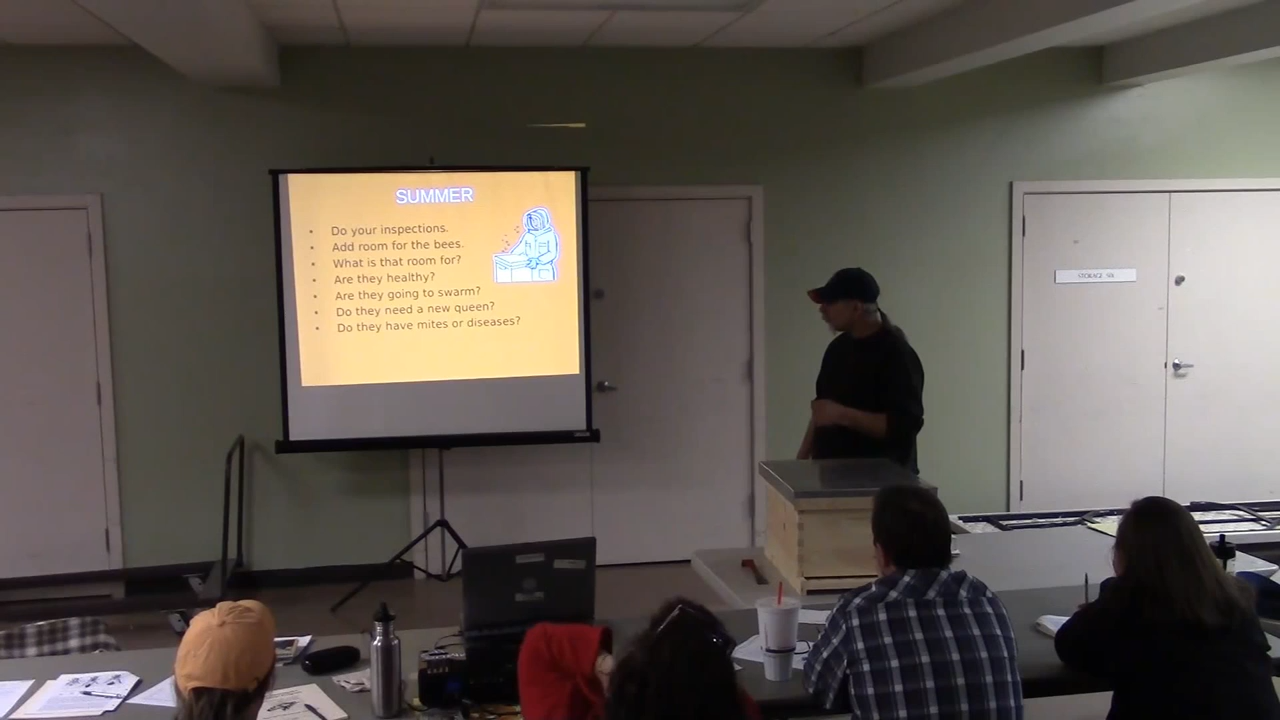 SUMMER
• Do your inspections.
• Add room for the bees.
• What is that room for?
• Are they healthy?
• Are they going to swarm?
• Do they need a new queen?
• Do they have mites or diseases?